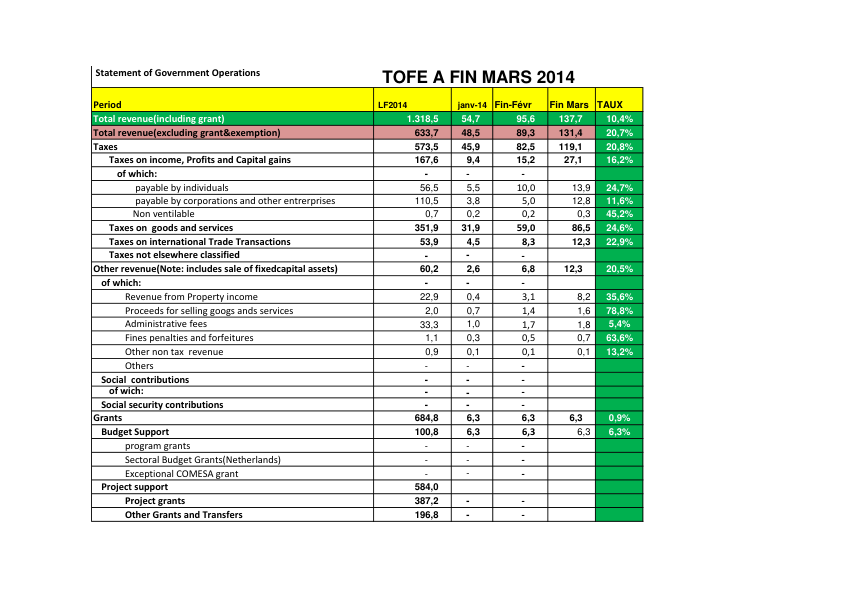 Statement of Government Operations TOFE A FIN MARS 2014
Period LF2014 janv-14 Fin-Févr Fin Mars TAUX
Total revenue(including grant) 1.318,5 54,7 95,6 137,7 10,4%
Total revenue(excluding grant&exemption) 633,7 48,5 89,3 131,4 20,7%
Taxes 573,5 45,9 82,5 119,1 20,8%
Taxes on income, Profits and Capital gains 167,6 9,4 15,2 27,1 16,2%
of which: - - -
payable by individuals 56,5 5,5 10,0 13,9 24,7%
payable by corporations and other entrerprises 110,5 3,8 5,0 12,8 11,6%
Non ventilable 0,7 0,2 0,2 0,3 45,2%
Taxes on goods and services 351,9 31,9 59,0 86,5 24,6%
Taxes on international Trade Transactions 53,9 4,5 8,3 12,3 22,9%
Taxes not elsewhere classified - - -
Other revenue(Note: includes sale of fixedcapital assets) 60,2 2,6 6,8 12,3 20,5%
of which: - - -
Revenue from Property income 22,9 0,4 3,1 8,2 35,6%
Proceeds for selling googs ands services 2,0 0,7 1,4 1,6 78,8%
Administrative fees 33,3 1,0 1,7 1,8 5,4%
Fines penalties and forfeitures 1,1 0,3 0,5 0,7 63,6%
Other non tax revenue 0,9 0,1 0,1 0,1 13,2%
Others - - -
Social contributions - - -
of wich: - - -
Social security contributions - - -
Grants 684,8 6,3 6,3 6,3 0,9%
Budget Support 100,8 6,3 6,3 6,3 6,3%
program grants - - -
Sectoral Budget Grants(Netherlands) - - -
Exceptional COMESA grant - - -
Project support 584,0
Project grants 387,2 - -
Other Grants and Transfers 196,8 - -